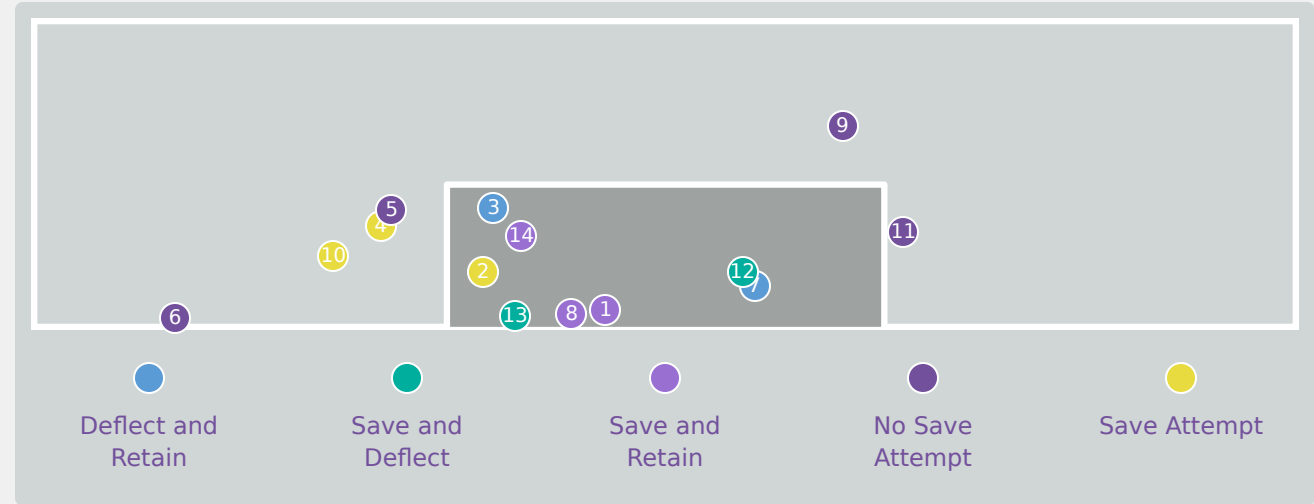 9
3
5
4
14
11
10
2
12
7
1
8
13
6
Deflect and
Retain
Save and
Deflect
Save and
Retain
No Save
Attempt
Save Attempt